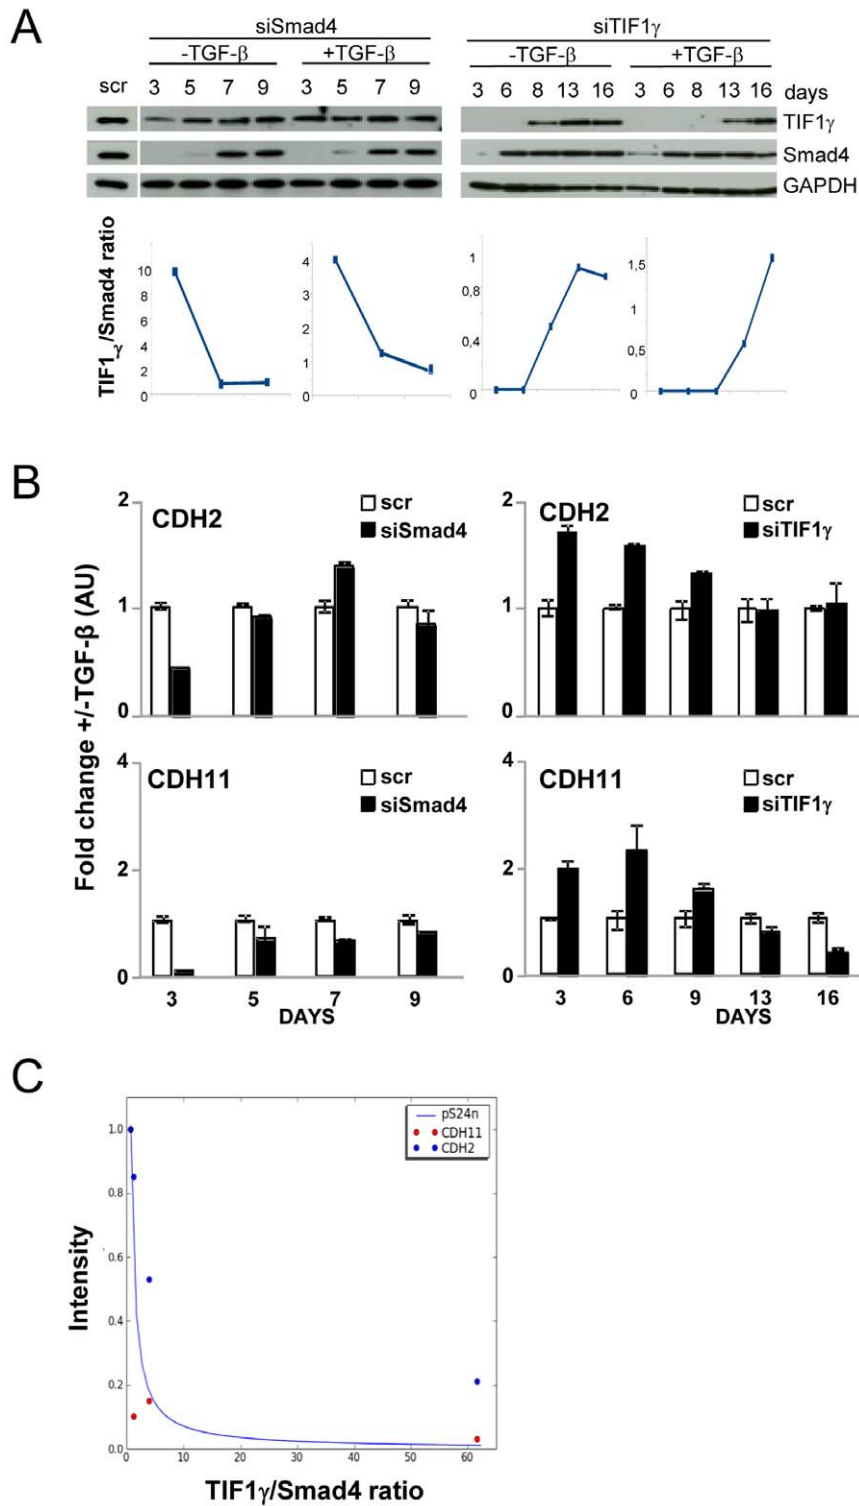 A
siSmad4 siTIF1γ
-TGF-β +TGF-β -TGF-β +TGF-β
scr 3 5 7 9 3 5 7 9 3 6 8 13 16 3 6 8 13 16 days
TIF1γ
Smad4
GAPDH
TIF1γ/Smad4 ratio
10
8
6
4
2
0
4
3
2
1
0
1
0,8
0,4
0
1,5
1
1,5
0
B
Fold change +/-TGF-β (AU)
CDH2
scr
siSmad4
2
1
0
CDH2
scr
siTIF1γ
2
1
0
CDH11
scr
siSmad4
4
2
0
3 5 7 9
DAYS
CDH11
scr
siTIF1γ
4
2
0
3 6 9 13 16
DAYS
C
pS24n
CDH11
CDH2
Intensity
1.0
0.8
0.6
0.4
0.2
0.0
0 10 20 30 40 50 60
TIF1γ/Smad4 ratio